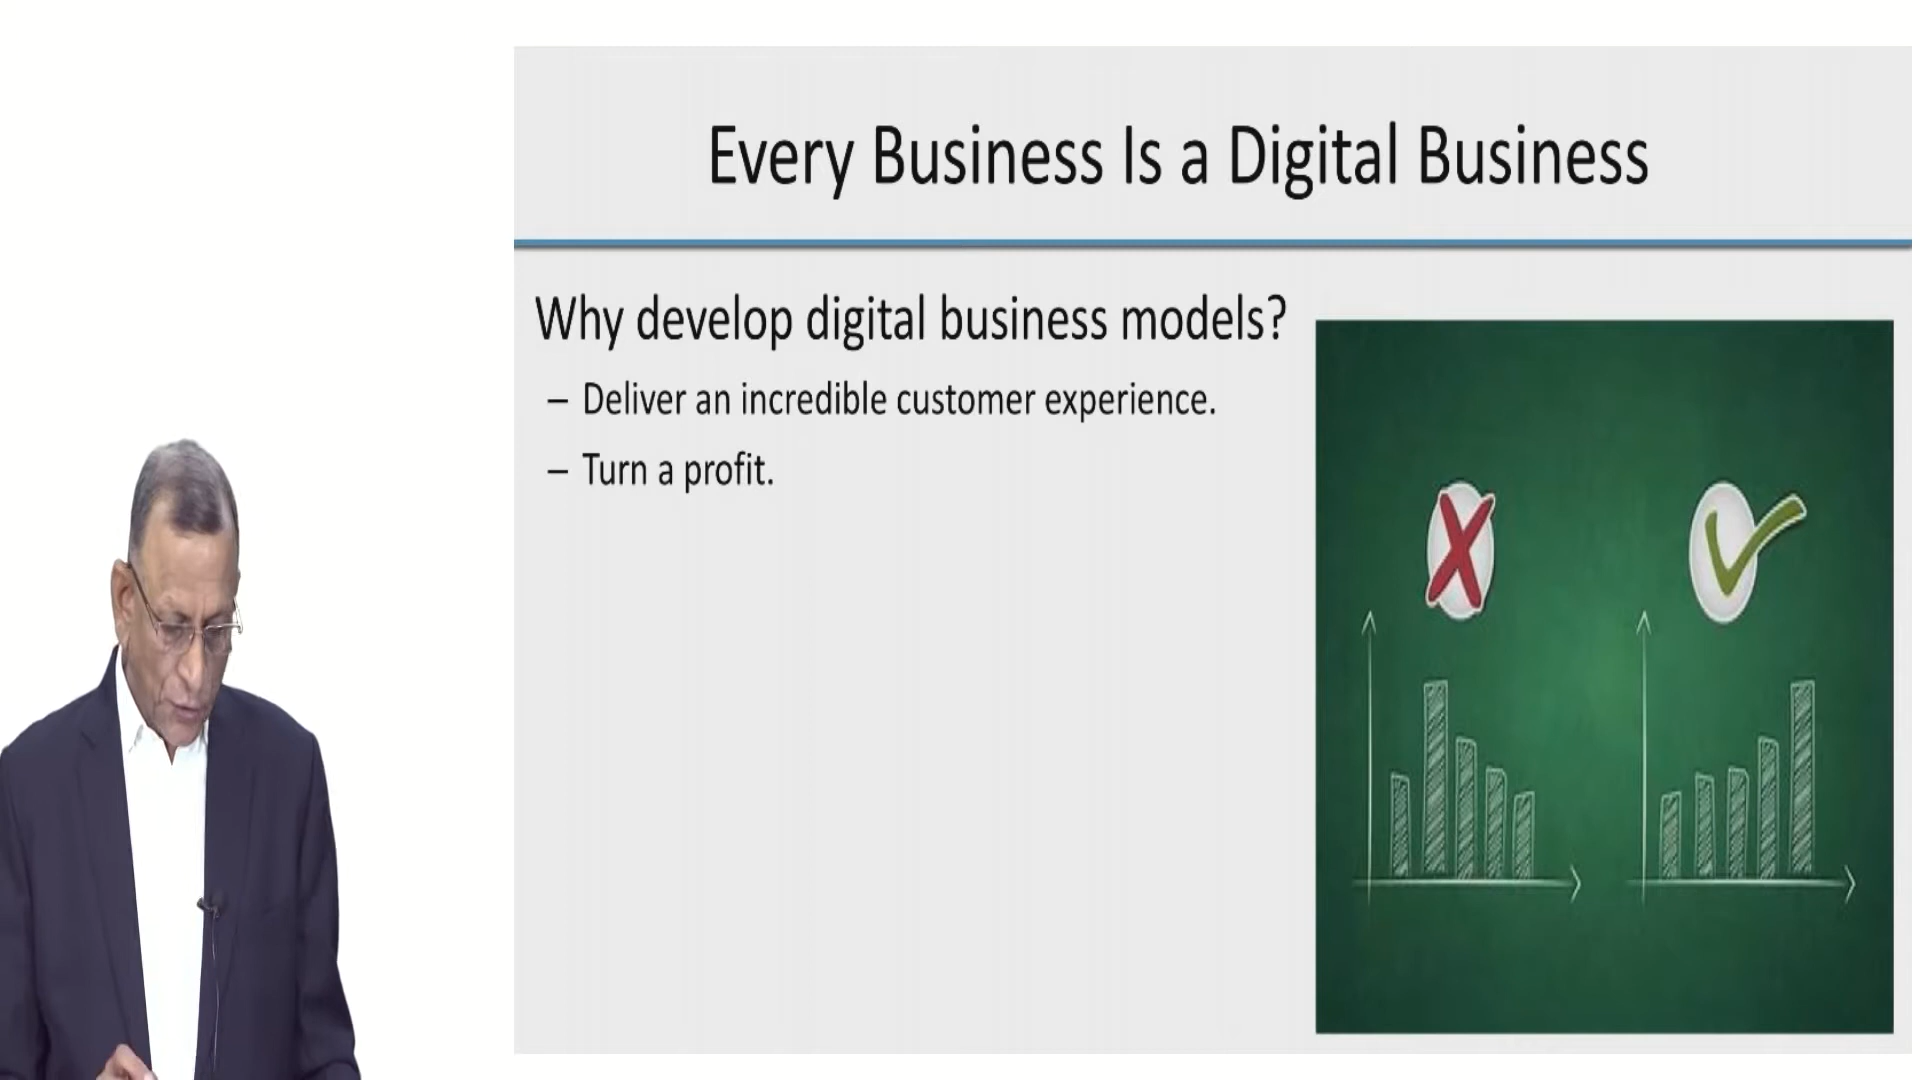 Every Business Is a Digital Business
Why develop digital business models?
– Deliver an incredible customer experience.
– Turn a profit.